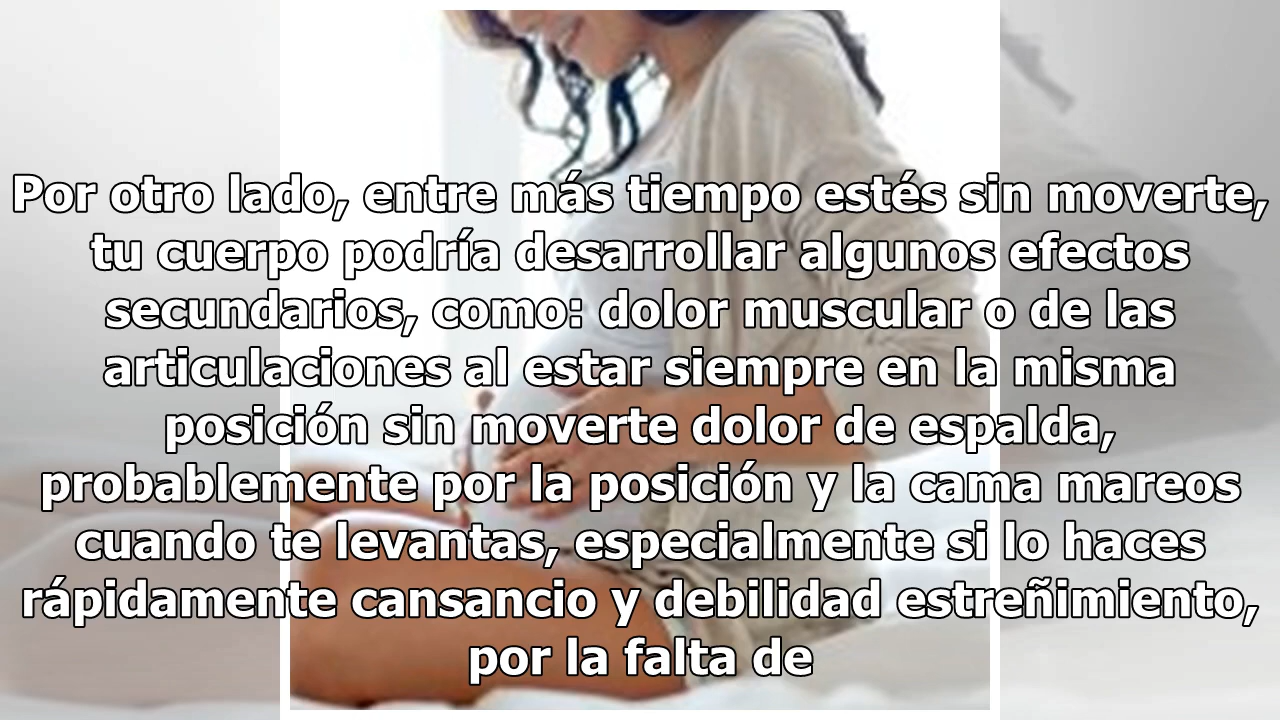 Por otro lado, entre más tiempo estés sin moverte,
tu cuerpo podría desarrollar algunos efectos
secundarios, como: dolor muscular o de las
articulaciones al estar siempre en la misma
posición sin moverte dolor de espalda,
probablemente por la posición y la cama mareos
cuando te levantas, especialmente si lo haces
rápidamente cansancio y debilidad estreñimiento,
por la falta de